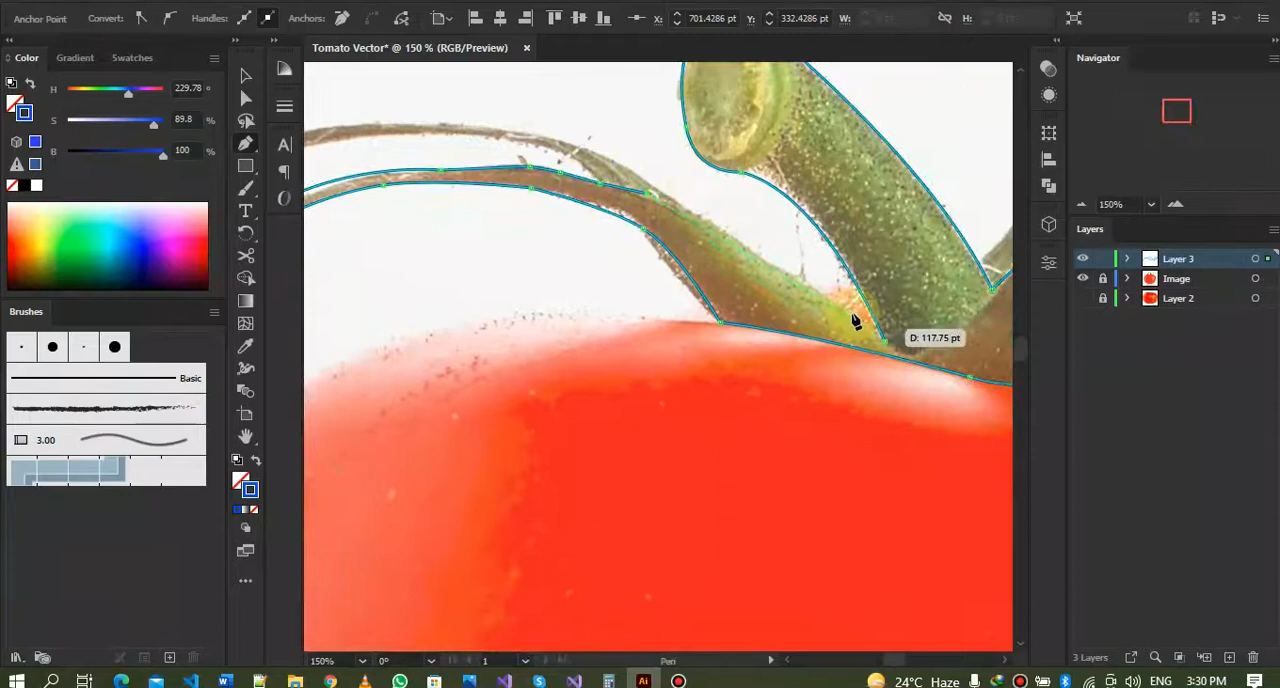 Anchor Point Convert: Handles: Anchors: X: 701.4286 pt Y: 332.4286 pt W: H:
Color Gradient Swatches
Tomato Vector* @ 150 % (RGB/Preview) ×
Navigator
H 229.78 °
S 89.8 %
B 100 %
150%
Layers
Layer 3
Image
Layer 2
Brushes
Basic
3.00
D: 117.75 pt
150% 0° 1 Pen
3 Layers
24°C Haze ENG 3:30 PM